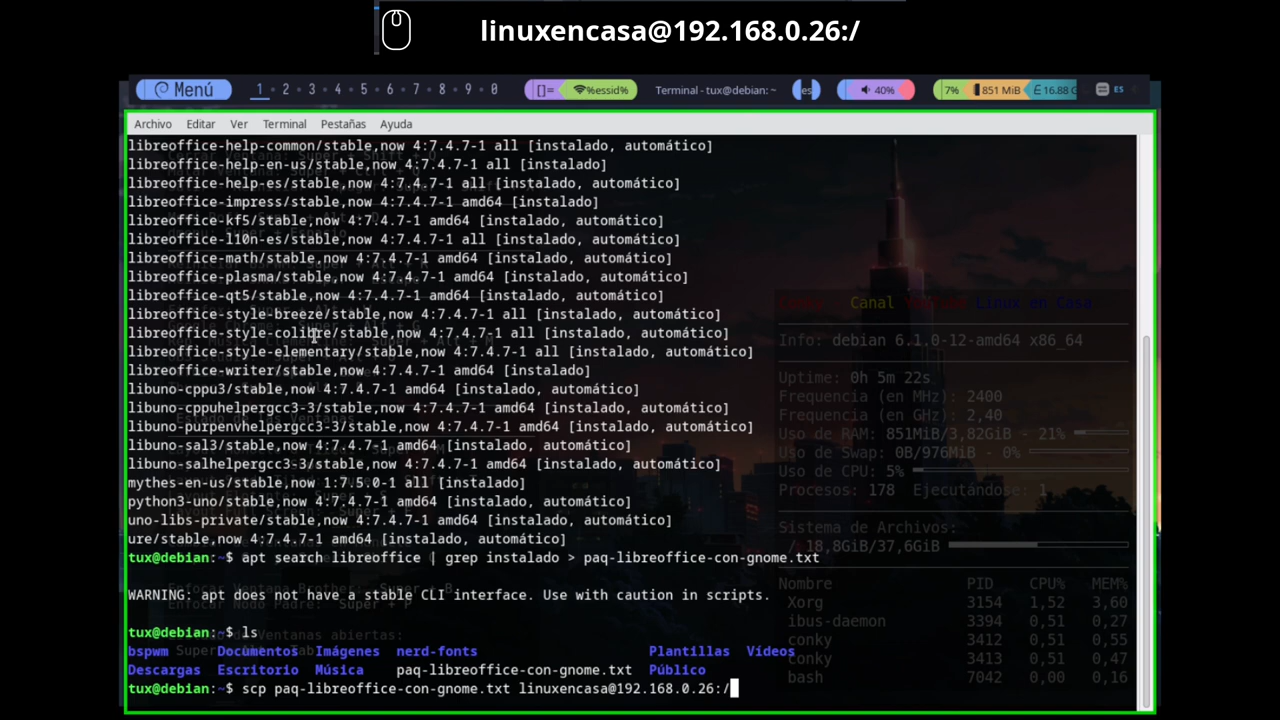 linuxencasa@192.168.0.26:/
Menú 1 2 3 4 5 6 7 8 9 0 []= %essid% Terminal - tux@debian: ~ es 40% 7% 851 MiB 16.88 G ES
Archivo Editar Ver Terminal Pestañas Ayuda
libreoffice-help-common/stable,now 4:7.4.7-1 all [instalado, automático]
libreoffice-help-en-us/stable,now 4:7.4.7-1 all [instalado]
libreoffice-help-es/stable,now 4:7.4.7-1 all [instalado, automático]
libreoffice-impress/stable,now 4:7.4.7-1 amd64 [instalado]
libreoffice-kf5/stable,now 4:7.4.7-1 amd64 [instalado, automático]
libreoffice-l10n-es/stable,now 4:7.4.7-1 all [instalado, automático]
libreoffice-math/stable,now 4:7.4.7-1 amd64 [instalado, automático]
libreoffice-plasma/stable,now 4:7.4.7-1 amd64 [instalado, automático]
libreoffice-qt5/stable,now 4:7.4.7-1 amd64 [instalado, automático]
libreoffice-style-breeze/stable,now 4:7.4.7-1 all [instalado, automático]
libreoffice-style-colibre/stable,now 4:7.4.7-1 all [instalado, automático]
libreoffice-style-elementary/stable,now 4:7.4.7-1 all [instalado, automático]
libreoffice-writer/stable,now 4:7.4.7-1 amd64 [instalado]
libuno-cppu3/stable,now 4:7.4.7-1 amd64 [instalado, automático]
libuno-cppuhelpergcc3-3/stable,now 4:7.4.7-1 amd64 [instalado, automático]
libuno-purpenvhelpergcc3-3/stable,now 4:7.4.7-1 amd64 [instalado, automático]
libuno-sal3/stable,now 4:7.4.7-1 amd64 [instalado, automático]
libuno-salhelpergcc3-3/stable,now 4:7.4.7-1 amd64 [instalado, automático]
mythes-en-us/stable,now 1:7.5.0-1 all [instalado]
python3-uno/stable,now 4:7.4.7-1 amd64 [instalado, automático]
uno-libs-private/stable,now 4:7.4.7-1 amd64 [instalado, automático]
ure/stable,now 4:7.4.7-1 amd64 [instalado, automático]
tux@debian:~$ apt search libreoffice | grep instalado > paq-libreoffice-con-gnome.txt
WARNING: apt does not have a stable CLI interface. Use with caution in scripts.
tux@debian:~$ ls
bspwm Documentos Imágenes nerd-fonts Plantillas Vídeos
Descargas Escritorio Música paq-libreoffice-con-gnome.txt Público
tux@debian:~$ scp paq-libreoffice-con-gnome.txt linuxencasa@192.168.0.26:/
Canal Linux en Casa
Info: debian 6.1.0-12-amd64 x86_64
Uptime: 0h 5m 22s
Frequencia (en MHz): 2400
Frequencia (en GHz): 2,40
Uso de RAM: 851MiB/3,82GiB - 21%
Uso de Swap: 0B/976MiB - 0%
Uso de CPU: 5%
Procesos: 178 Ejecutándose: 1
Sistema de Archivos:
/ 18,8GiB/37,6GiB
Nombre PID CPU% MEM%
Xorg 3154 1,52 3,60
ibus-daemon 3394 0,51 0,27
conky 3412 0,51 0,55
conky 3413 0,51 0,47
bash 7042 0,00 0,16